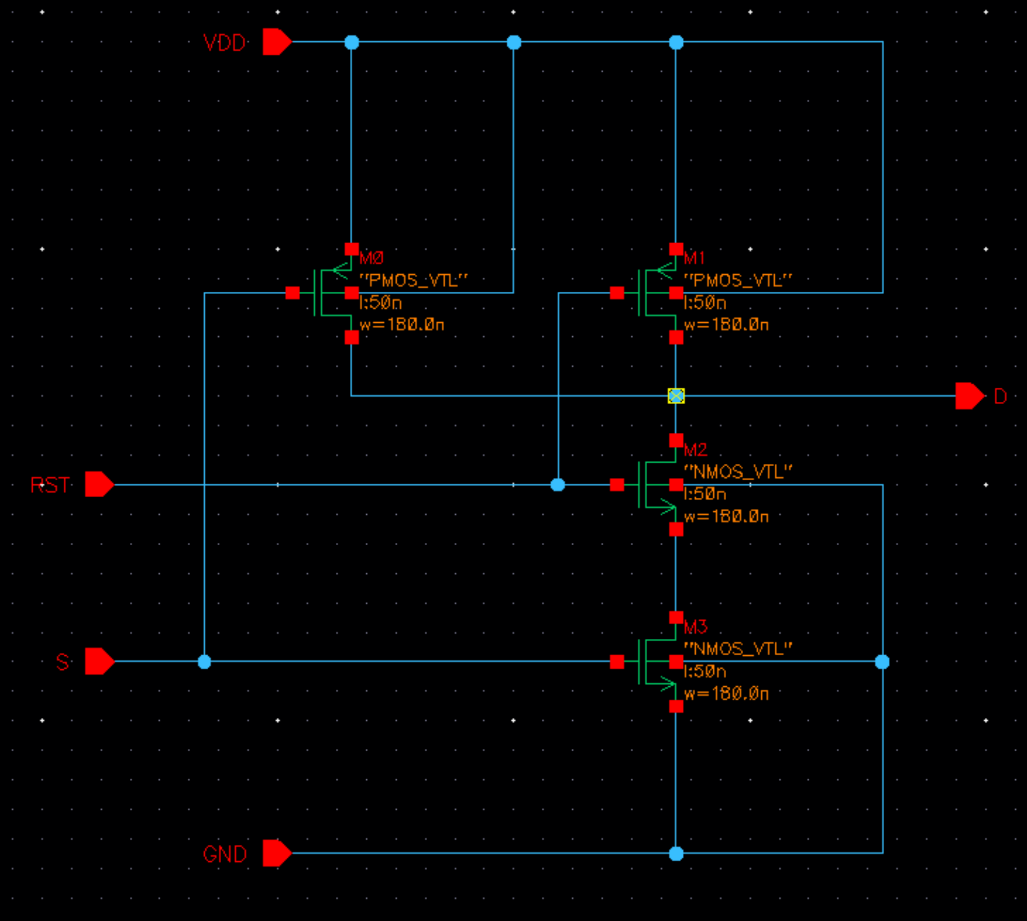 VDD
M0
"PMOS_VTL"
l:50n
w=180.0n
M1
"PMOS_VTL"
l:50n
w=180.0n
D
M2
"NMOS_VTL"
l:50n
w=180.0n
RST
M3
"NMOS_VTL"
l:50n
w=180.0n
S
GND